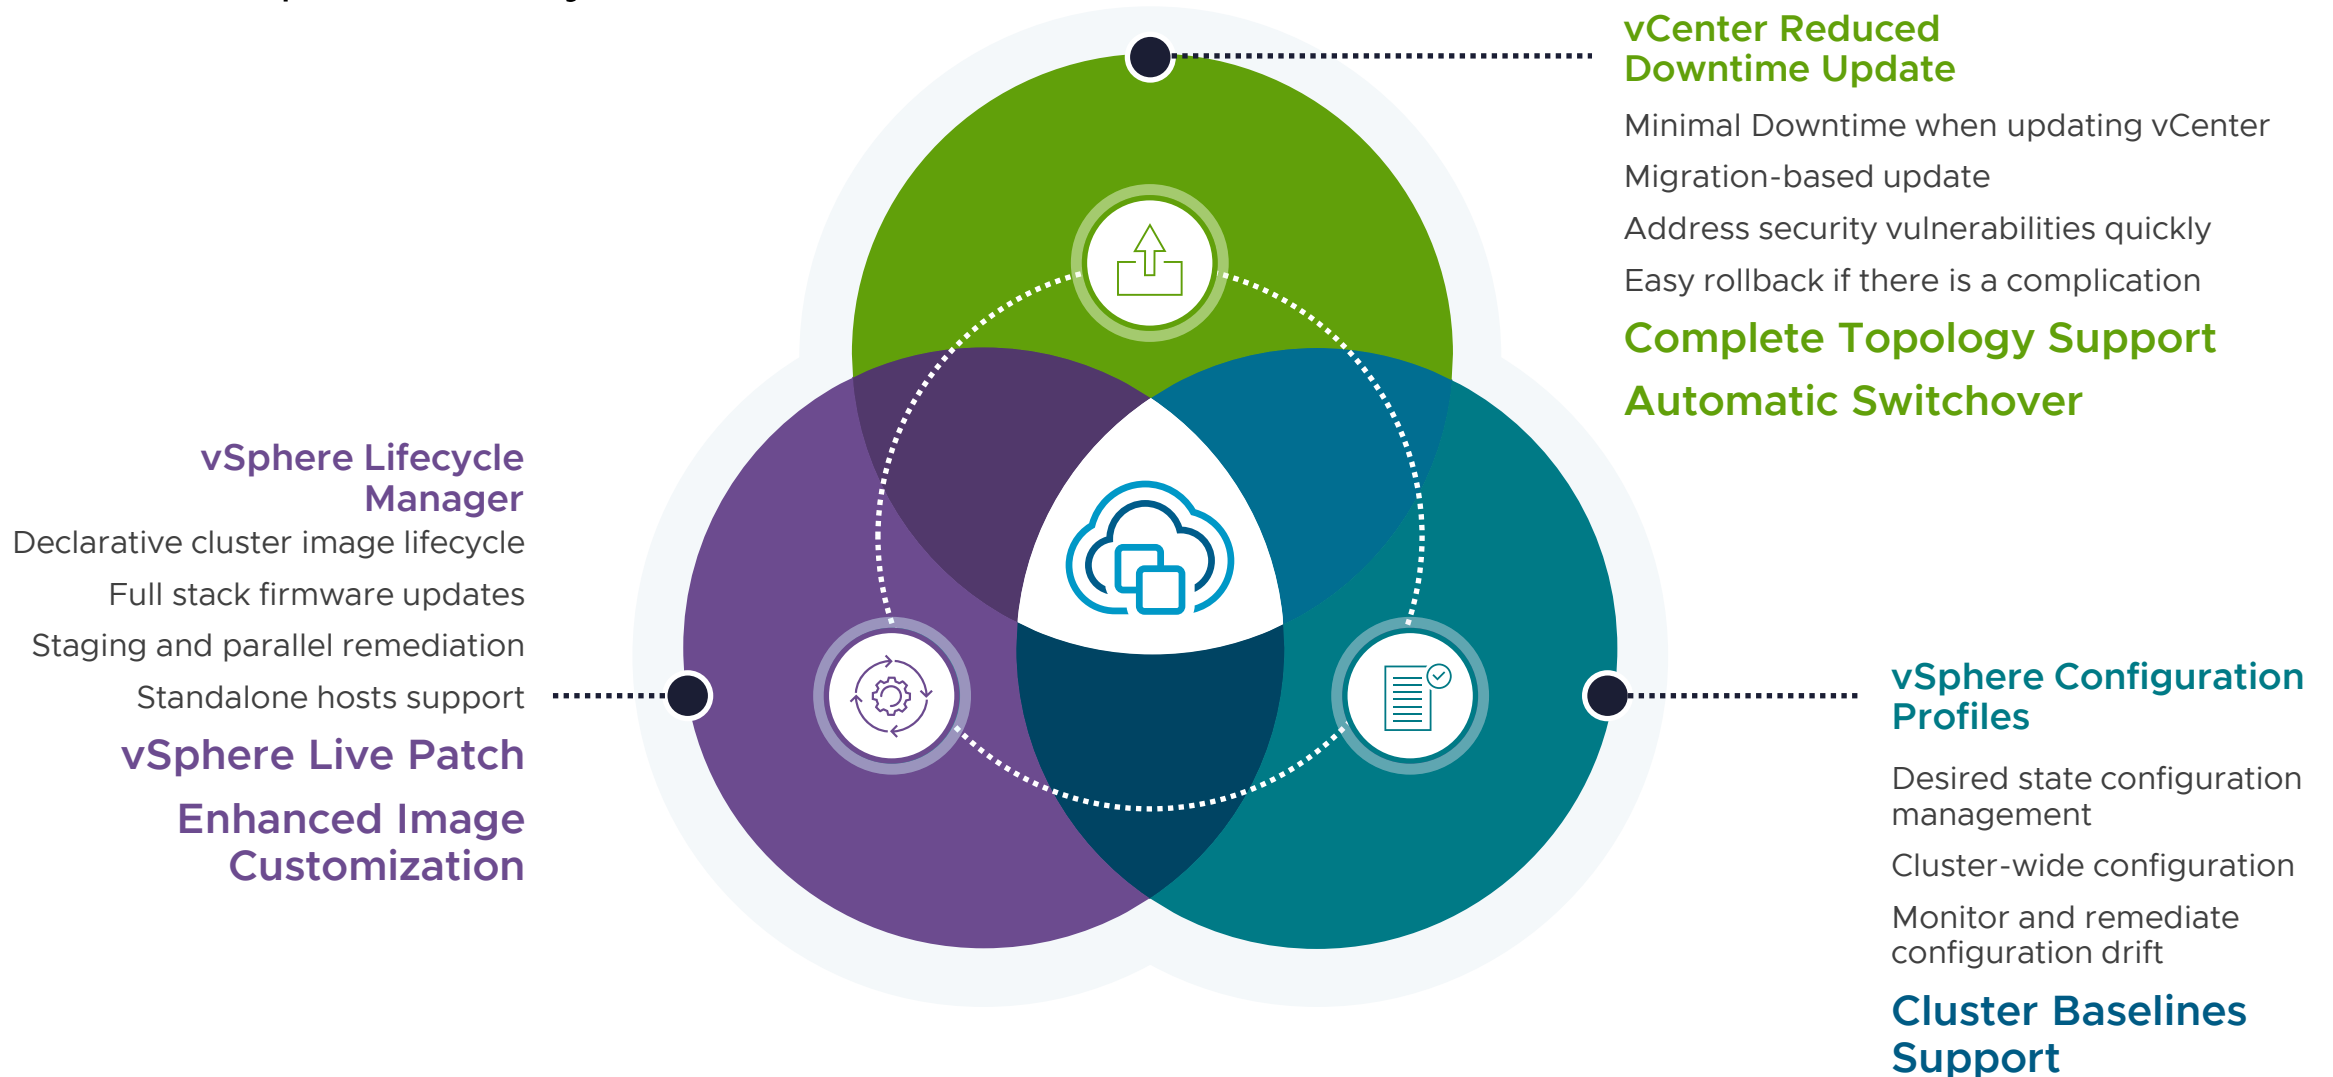 vCenter Reduced
Downtime Update
Minimal Downtime when updating vCenter
Migration-based update
Address security vulnerabilities quickly
Easy rollback if there is a complication
Complete Topology Support
Automatic Switchover
vSphere Lifecycle
Manager
Declarative cluster image lifecycle
Full stack firmware updates
Staging and parallel remediation
Standalone hosts support
vSphere Live Patch
Enhanced Image
Customization
vSphere Configuration
Profiles
Desired state configuration
management
Cluster-wide configuration
Monitor and remediate
configuration drift
Cluster Baselines
Support